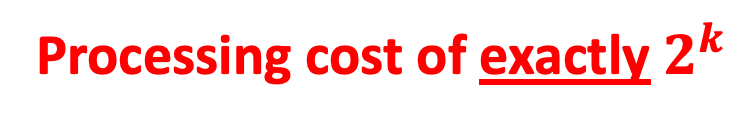 Processing cost of exactly 2^k